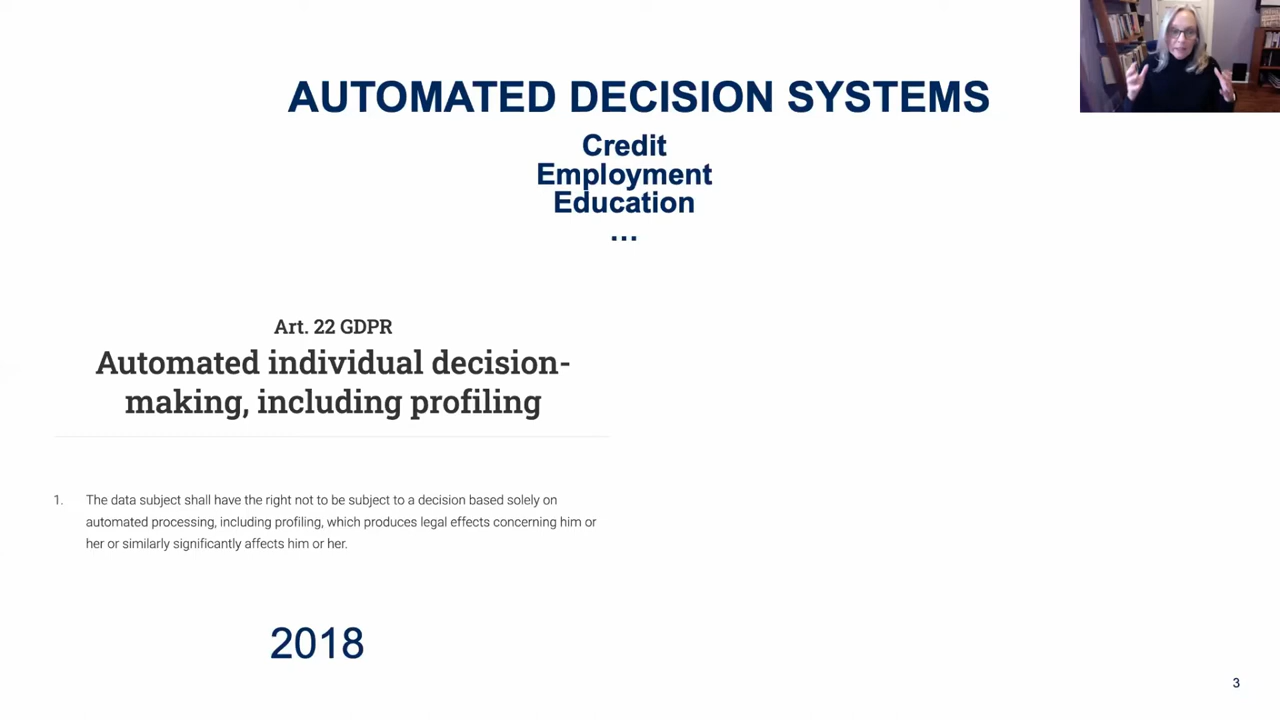 AUTOMATED DECISION SYSTEMS
Credit
Employment
Education
...
Art. 22 GDPR
Automated individual decision-
making, including profiling
1. The data subject shall have the right not to be subject to a decision based solely on
automated processing, including profiling, which produces legal effects concerning him or
her or similarly significantly affects him or her.
2018
3